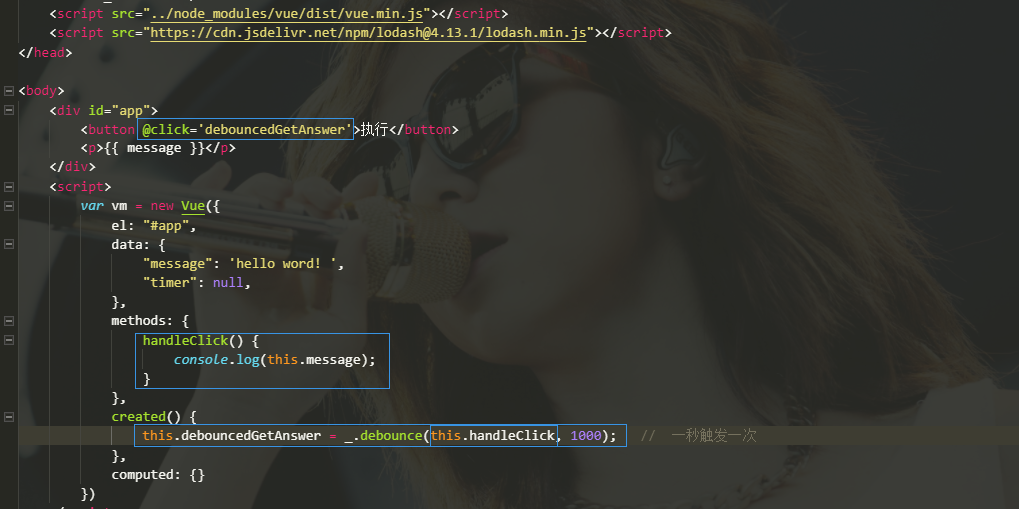 <script src="../node_modules/vue/dist/vue.min.js"></script>
<script src="https://cdn.jsdelivr.net/npm/lodash@4.13.1/lodash.min.js"></script>
</head>
<body>
<div id="app">
<button @click='debouncedGetAnswer'>执行</button>
<p>{{ message }}</p>
</div>
<script>
var vm = new Vue({
el: "#app",
data: {
"message": 'hello word! ',
"timer": null,
},
methods: {
handleClick() {
console.log(this.message);
}
},
created() {
this.debouncedGetAnswer = _.debounce(this.handleClick, 1000); // 一秒触发一次
},
computed: {}
})